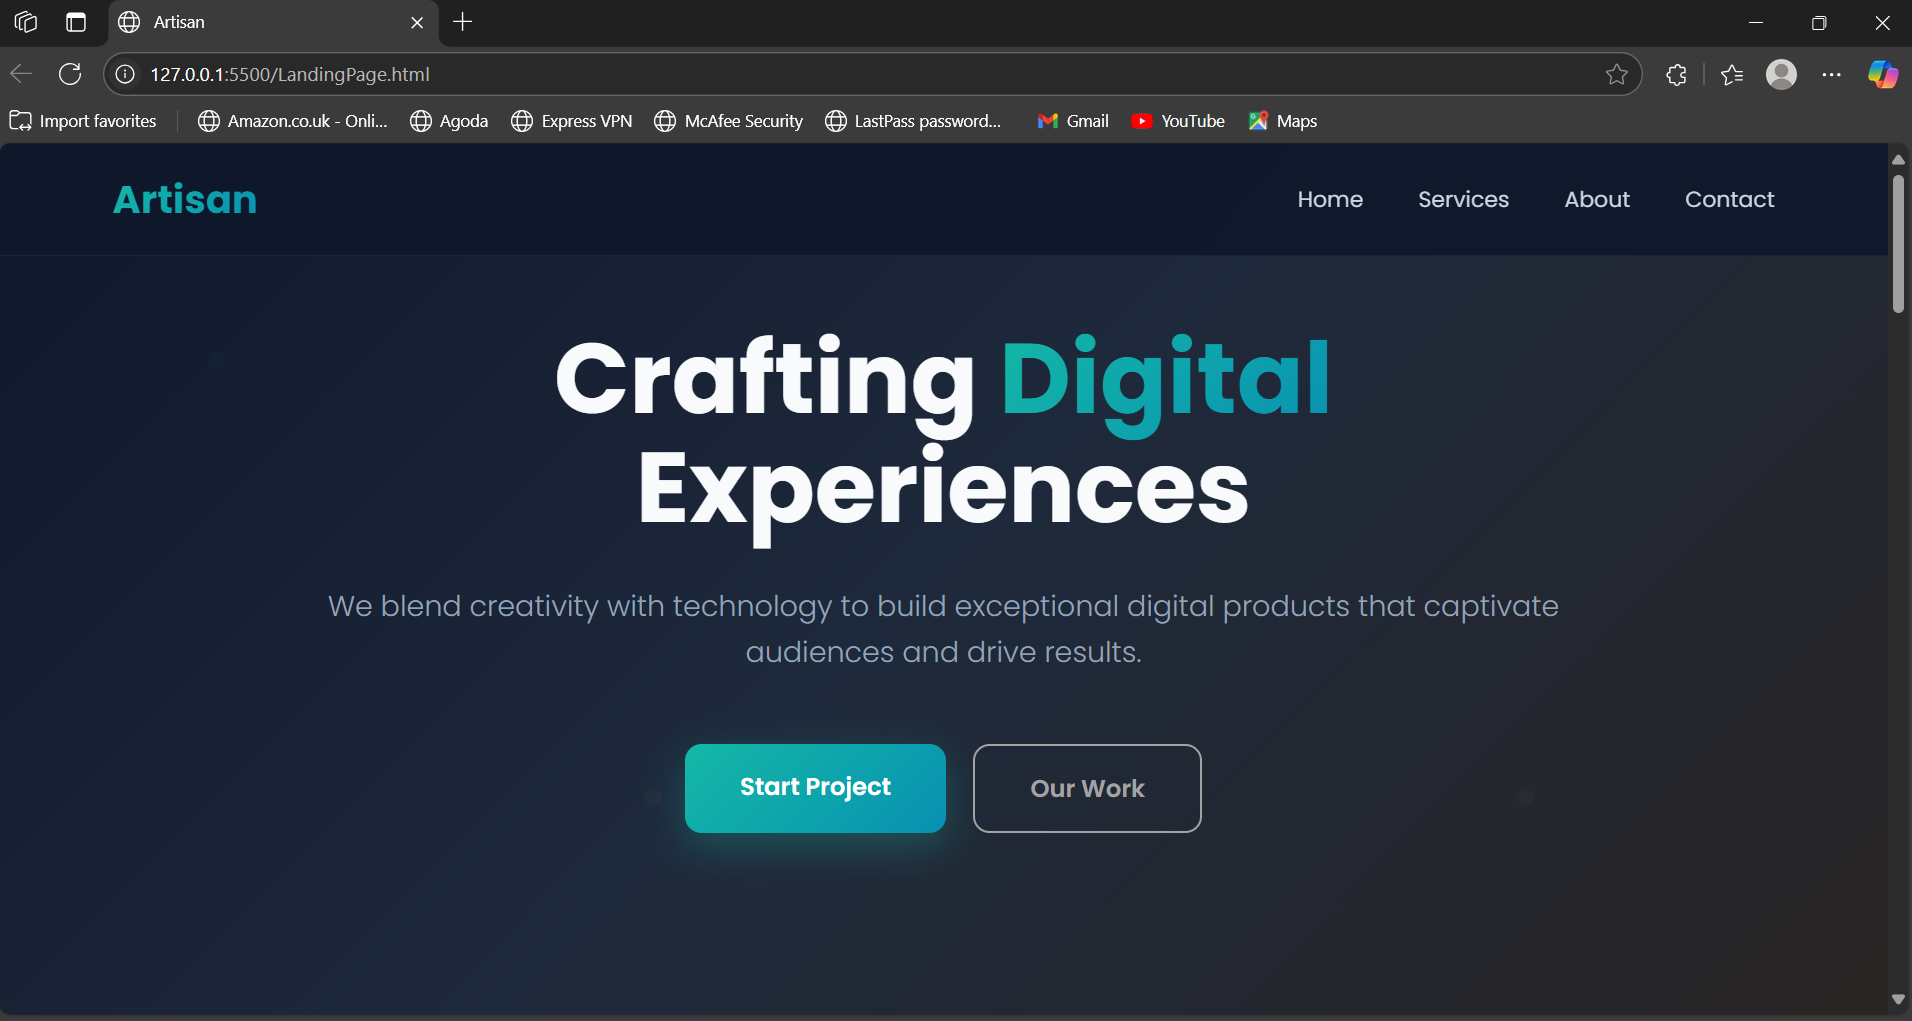 Artisan
127.0.0.1:5500/LandingPage.html
Import favorites Amazon.co.uk - Onli... Agoda Express VPN McAfee Security LastPass password... Gmail YouTube Maps
Artisan Home Services About Contact
Crafting Digital
Experiences
We blend creativity with technology to build exceptional digital products that captivate
audiences and drive results.
Start Project Our Work